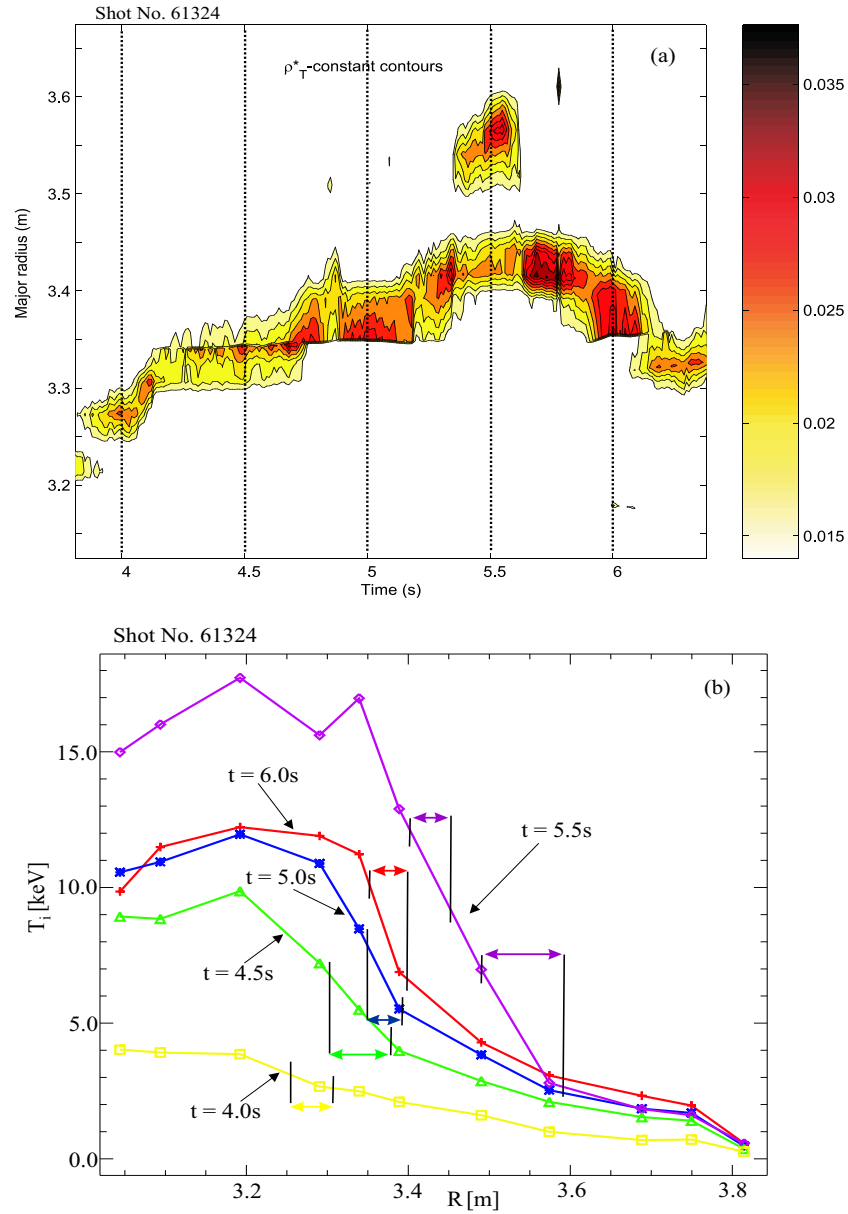 Shot No. 61324
(a)
ρ*T-constant contours
Major radius (m)
3.6
3.5
3.4
3.3
3.2
4
4.5
5
5.5
6
Time (s)
0.035
0.03
0.025
0.02
0.015
Shot No. 61324
(b)
T_i [keV]
15.0
10.0
5.0
0.0
t = 6.0s
t = 5.0s
t = 5.5s
t = 4.5s
t = 4.0s
3.2
3.4
3.6
3.8
R [m]